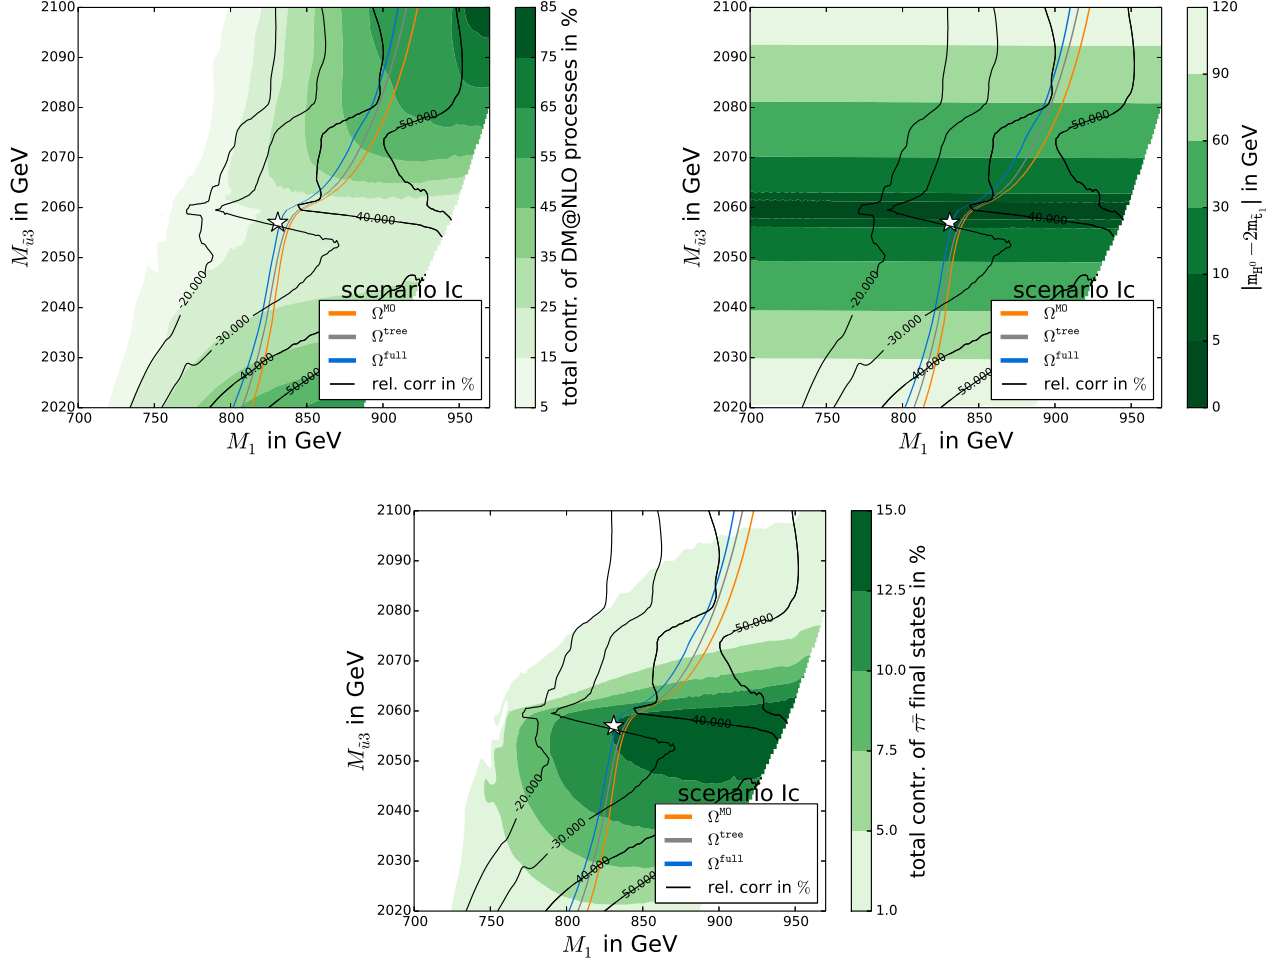 2100
2090
2080
2070
2060
2050
2040
2030
2020
M_ũ3 in GeV
700 750 800 850 900 950
M_1 in GeV
-50.000
40.000
-20.000
-30.000
40.000
50.000
scenario Ic
Ω^MO
Ω^tree
Ω^full
rel. corr in %
85
75
65
55
45
35
25
15
5
total contr. of DM@NLO processes in %
2100
2090
2080
2070
2060
2050
2040
2030
2020
M_ũ3 in GeV
700 750 800 850 900 950
M_1 in GeV
-50.000
40.000
-20.000
-30.000
40.000
50.000
scenario Ic
Ω^MO
Ω^tree
Ω^full
rel. corr in %
120
90
60
30
10
5
0
|m_H⁰ − 2m_t̃₁| in GeV
2100
2090
2080
2070
2060
2050
2040
2030
2020
M_ũ3 in GeV
700 750 800 850 900 950
M_1 in GeV
-50.000
40.000
-20.000
-30.000
40.000
50.000
scenario Ic
Ω^MO
Ω^tree
Ω^full
rel. corr in %
15.0
12.5
10.0
7.5
5.0
1.0
total contr. of ττ̄ final states in %